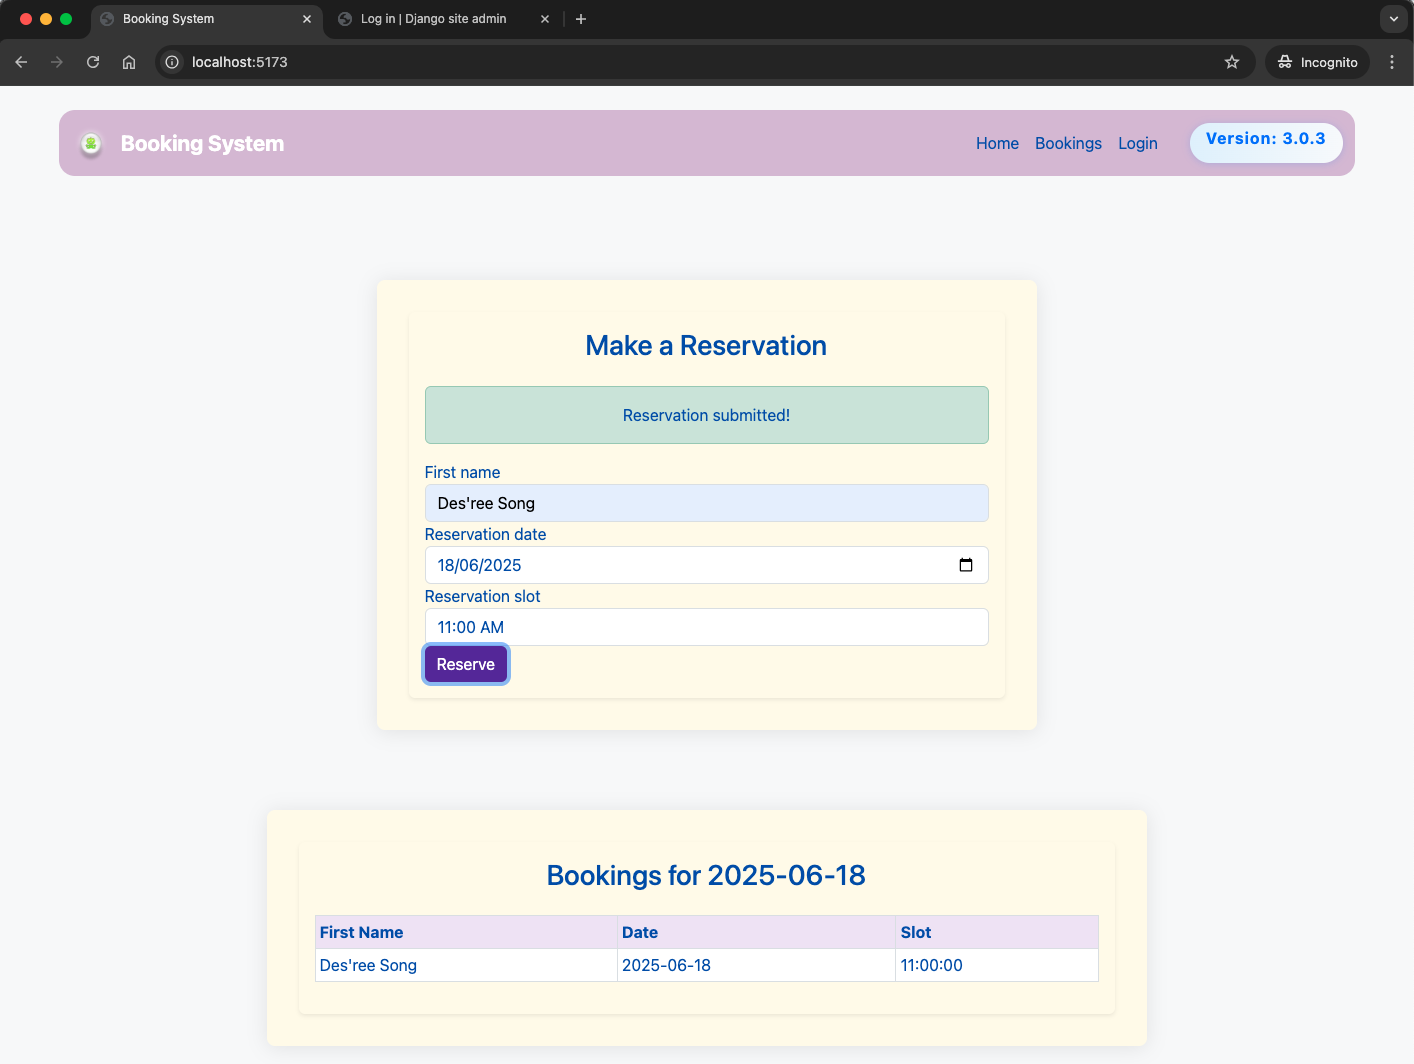 Booking System
Log in | Django site admin
localhost:5173
Incognito
Booking System
Home
Bookings
Login
Version: 3.0.3
Make a Reservation
Reservation submitted!
First name
Des'ree Song
Reservation date
18/06/2025
Reservation slot
11:00 AM
Reserve
Bookings for 2025-06-18
First Name Date Slot
Des'ree Song 2025-06-18 11:00:00